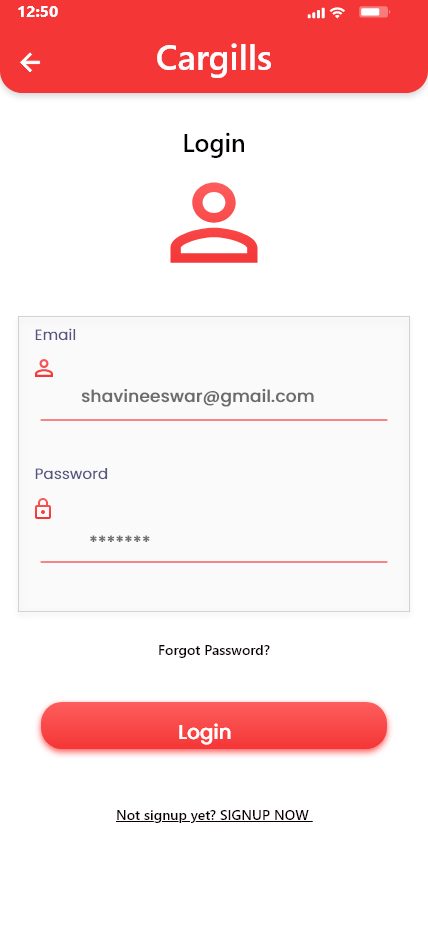 12:50
Cargills
Login
Email
shavineeswar@gmail.com
Password
*******
Forgot Password?
Login
Not signup yet? SIGNUP NOW